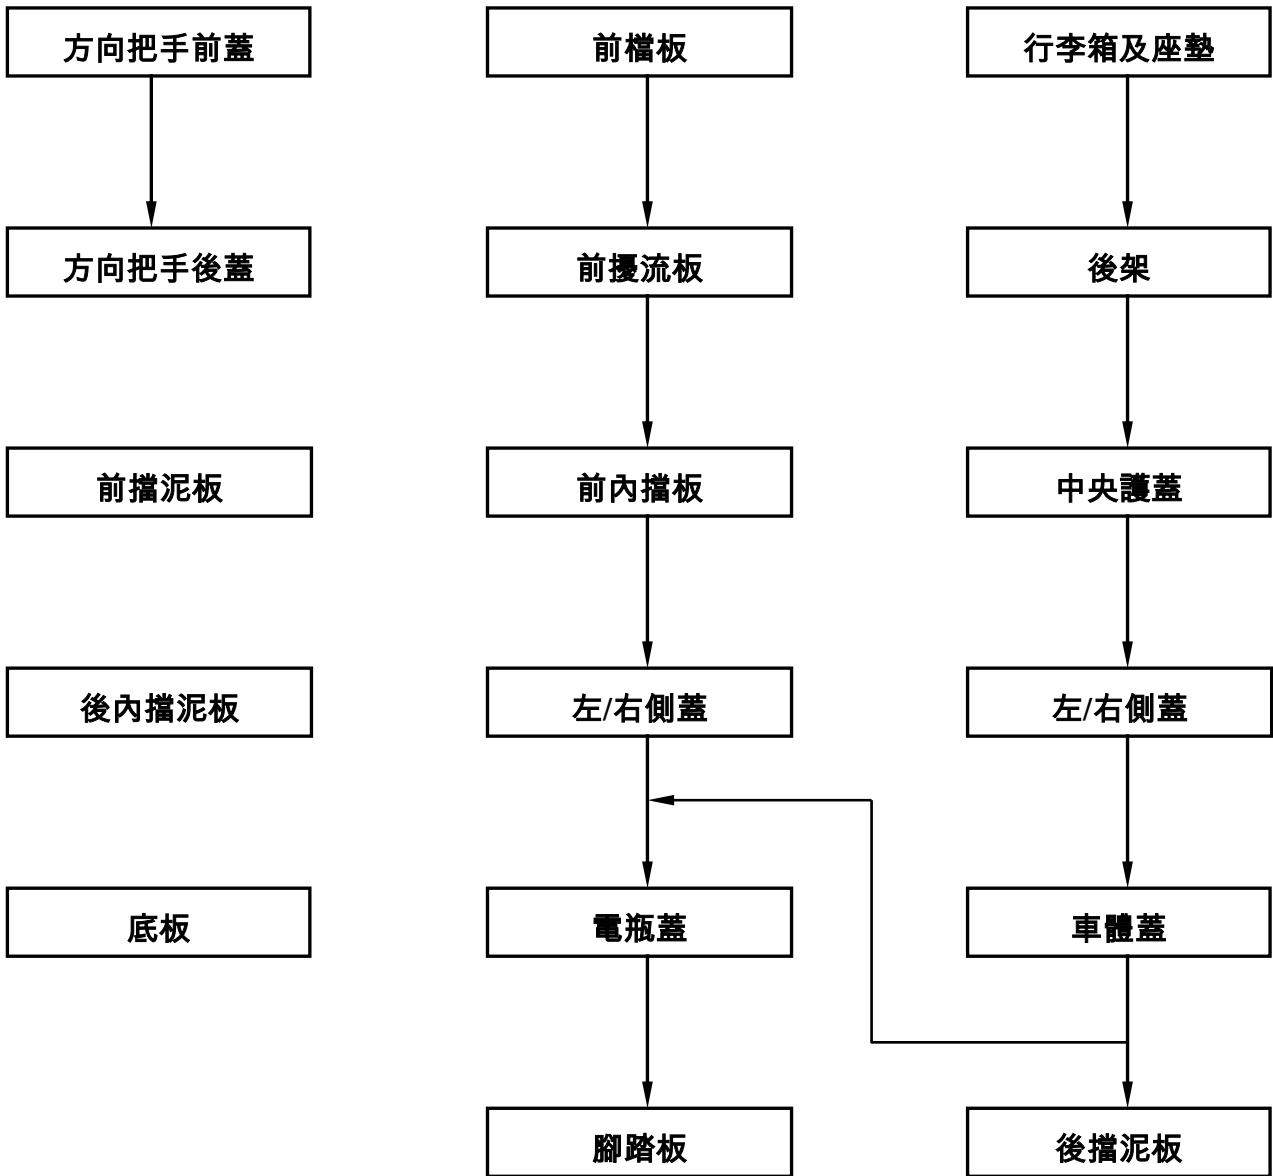 方向把手前蓋
前檔板
行李箱及座墊
方向把手後蓋
前擾流板
後架
前擋泥板
前內擋板
中央護蓋
後內擋泥板
左/右側蓋
左/右側蓋
底板
電瓶蓋
車體蓋
腳踏板
後擋泥板